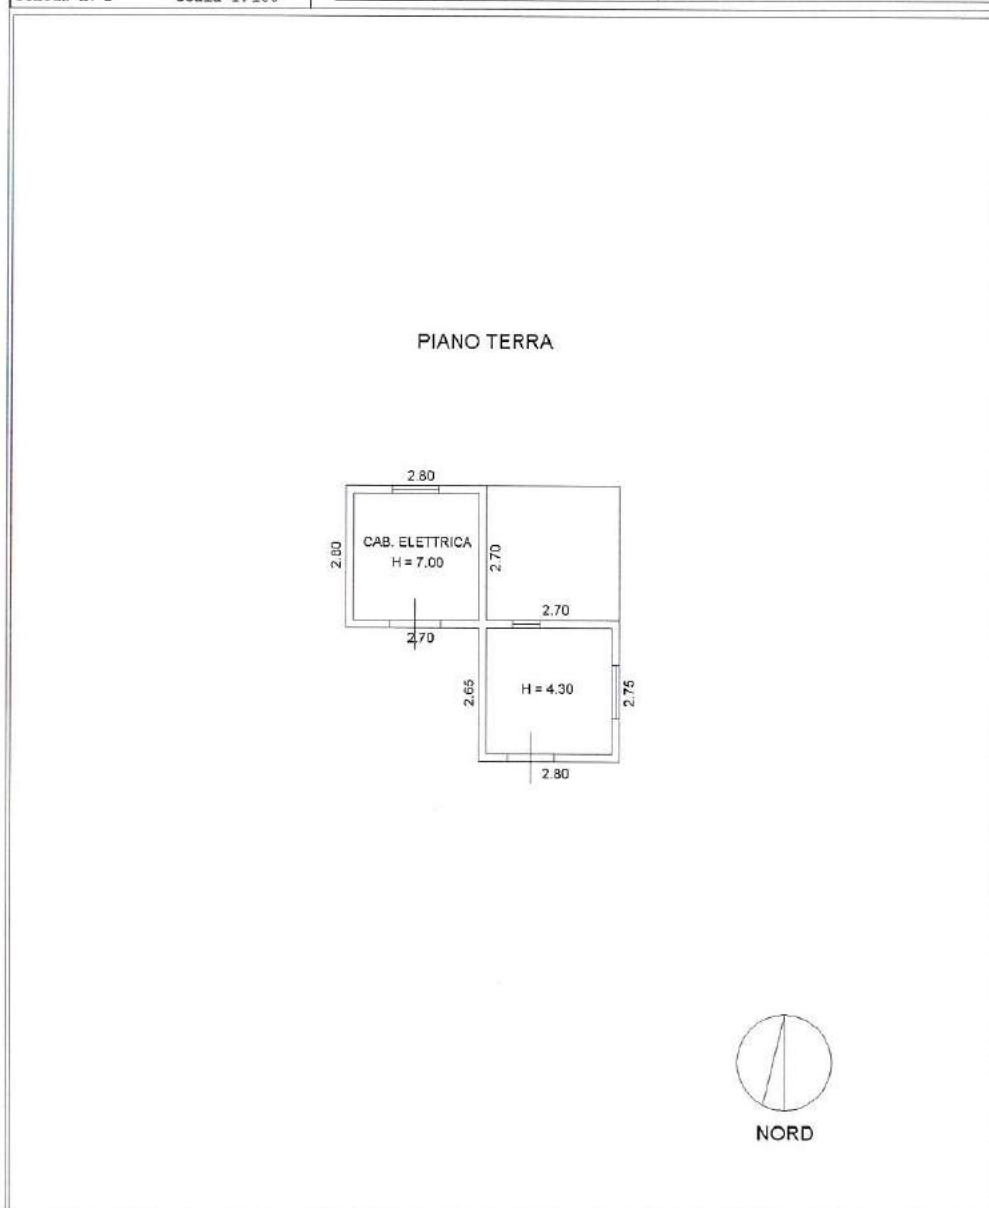 PIANO TERRA
2.80
CAB. ELETTRICA
H = 7.00
2.80
2.70
2.70
2.70
2.65
H = 4.30
2.75
2.80
NORD